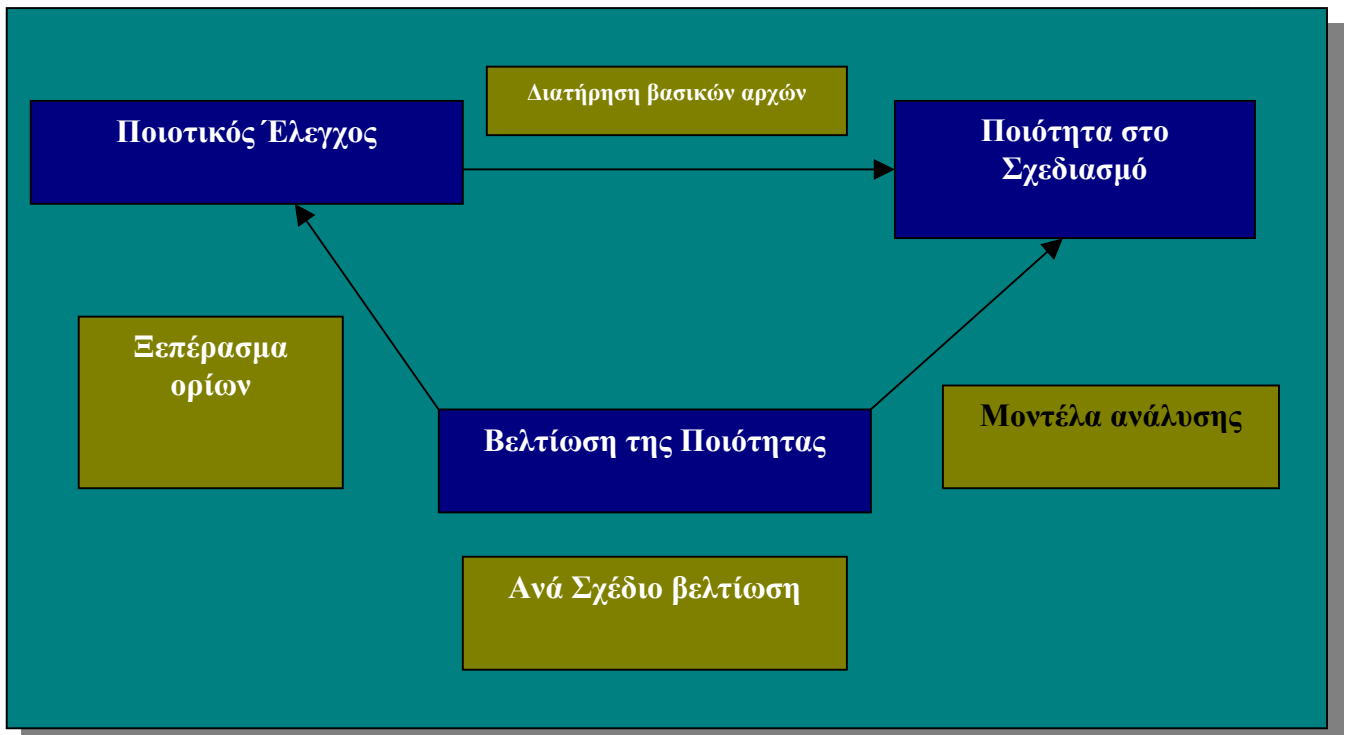 Διατήρηση βασικών αρχών
Ποιοτικός Έλεγχος
Ποιότητα στο
Σχεδιασμό
Ξεπέρασμα
ορίων
Βελτίωση της Ποιότητας
Μοντέλα ανάλυσης
Ανά Σχέδιο βελτίωση